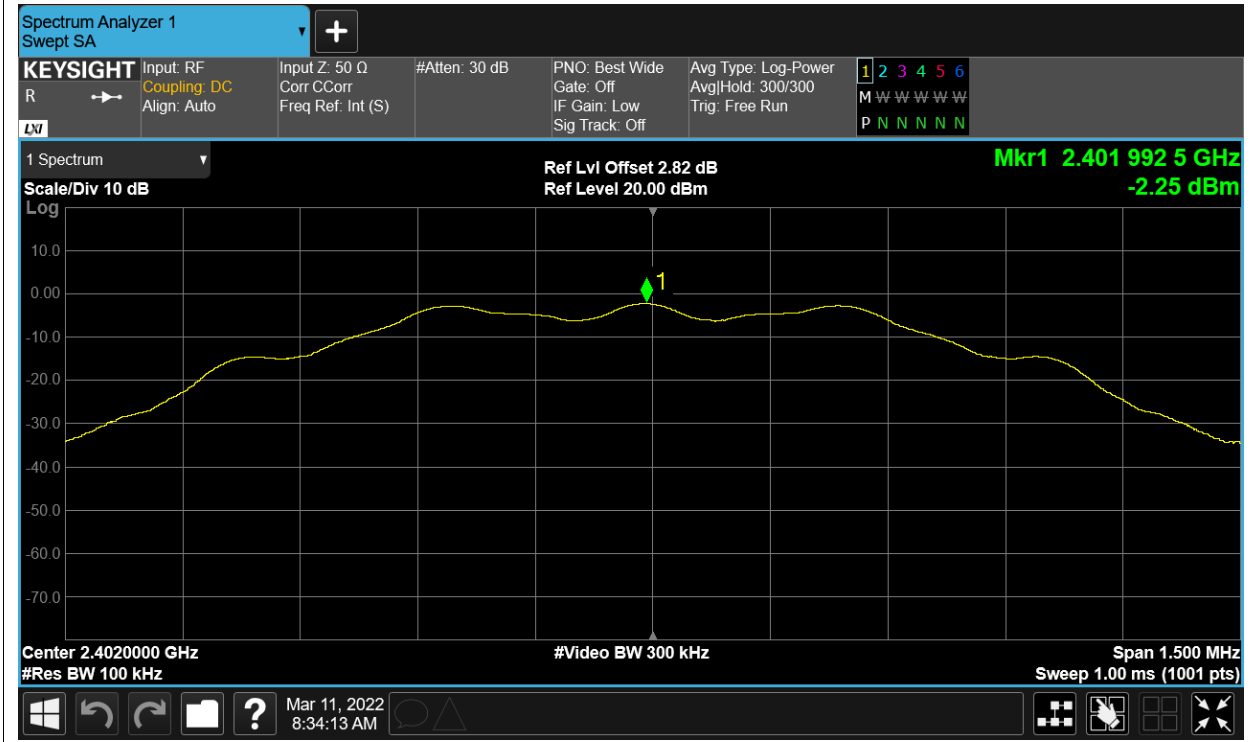 Spectrum Analyzer 1
Swept SA
+
KEYSIGHT
R
LXI
Input: RF
Coupling: DC
Align: Auto
Input Z: 50 Ω
Corr CCorr
Freq Ref: Int (S)
#Atten: 30 dB
PNO: Best Wide
Gate: Off
IF Gain: Low
Sig Track: Off
Avg Type: Log-Power
Avg|Hold: 300/300
Trig: Free Run
1 2 3 4 5 6
M W W W W W W
P N N N N N N
1 Spectrum
Scale/Div 10 dB
Log
Ref Lvl Offset 2.82 dB
Ref Level 20.00 dBm
Mkr1 2.401 992 5 GHz
-2.25 dBm
1
10.0
0.00
-10.0
-20.0
-30.0
-40.0
-50.0
-60.0
-70.0
Center 2.4020000 GHz
#Res BW 100 kHz
#Video BW 300 kHz
Span 1.500 MHz
Sweep 1.00 ms (1001 pts)
?
Mar 11, 2022
8:34:13 AM